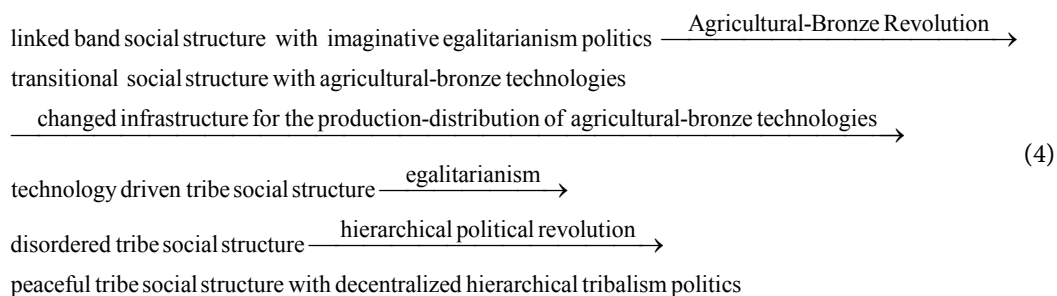 linked band social structure with imaginative egalitarianism politics Agricultural-Bronze Revolution
transitional social structure with agricultural-bronze technologies
changed infrastructure for the production-distribution of agricultural-bronze technologies
(4)
technology driven tribe social structure egalitarianism
disordered tribe social structure hierarchical political revolution
peaceful tribe social structure with decentralized hierarchical tribalism politics